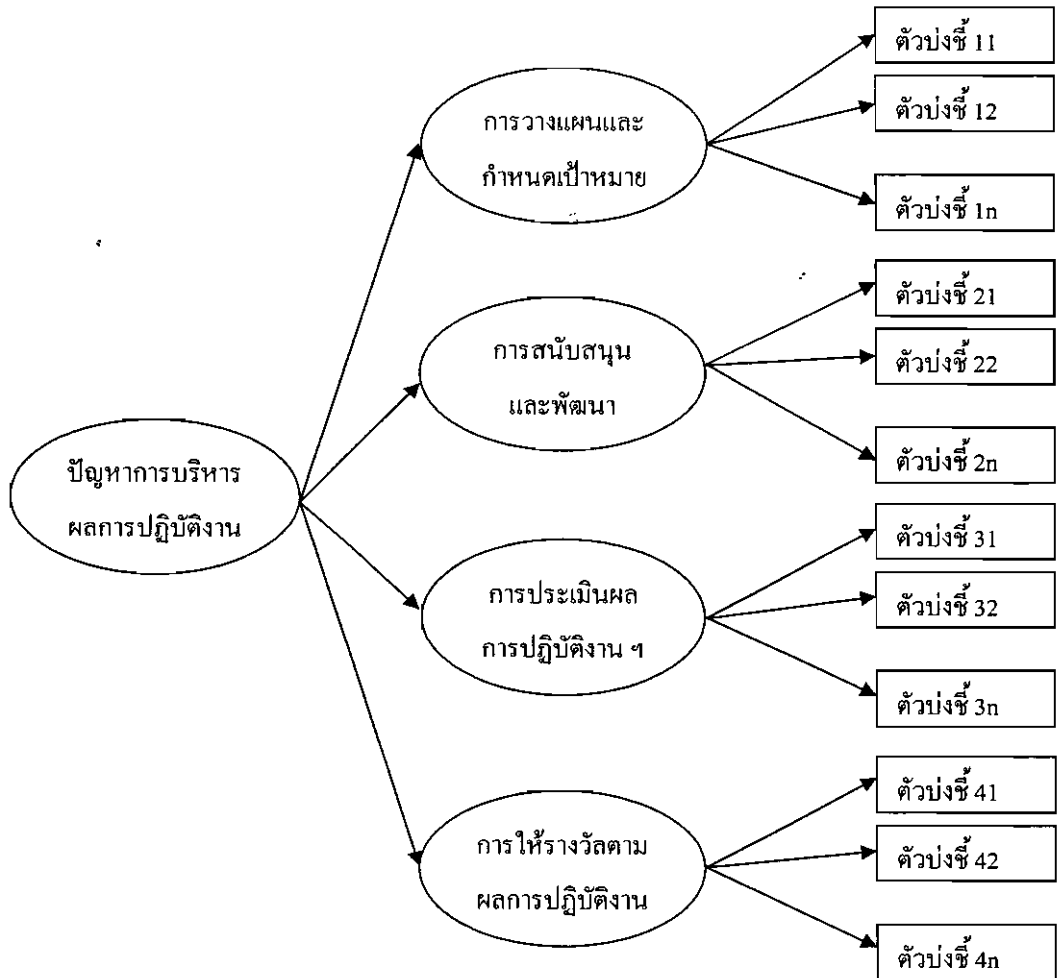 ปัญหาการบริหาร
ผลการปฏิบัติงาน
การวางแผนและ
กำหนดเป้าหมาย
ตัวบ่งชี้ 11
ตัวบ่งชี้ 12
ตัวบ่งชี้ 1n
การสนับสนุน
และพัฒนา
ตัวบ่งชี้ 21
ตัวบ่งชี้ 22
ตัวบ่งชี้ 2n
การประเมินผล
การปฏิบัติงาน ฯ
ตัวบ่งชี้ 31
ตัวบ่งชี้ 32
ตัวบ่งชี้ 3n
การให้รางวัลตาม
ผลการปฏิบัติงาน
ตัวบ่งชี้ 41
ตัวบ่งชี้ 42
ตัวบ่งชี้ 4n